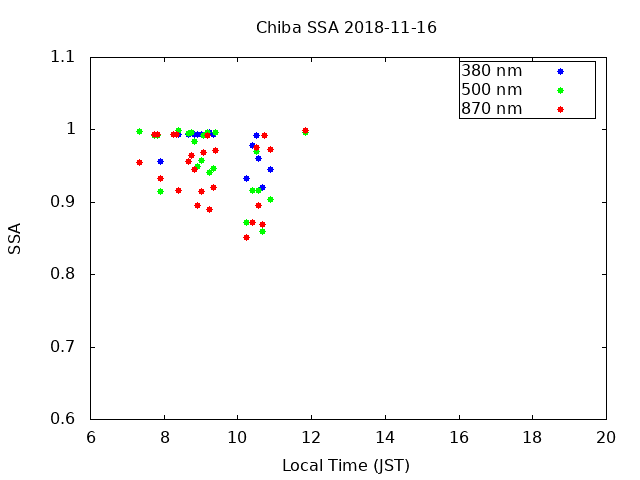 Chiba SSA 2018-11-16
380 nm
500 nm
870 nm
1.1
1
0.9
0.8
0.7
0.6
SSA
6 8 10 12 14 16 18 20
Local Time (JST)